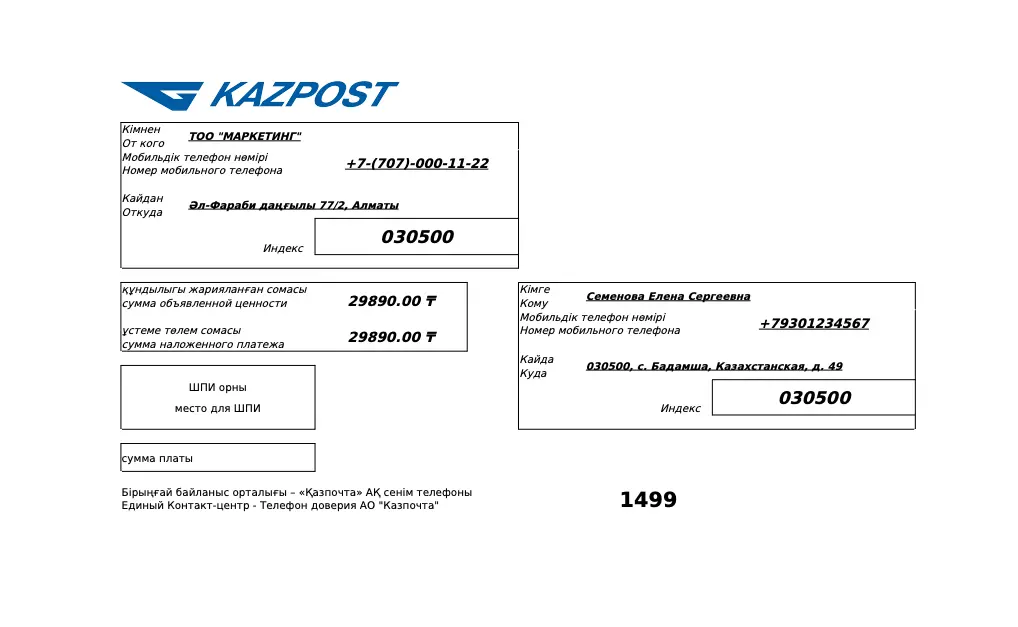 KAZPOST
Кімнен
От кого
ТОО "МАРКЕТИНГ"
Мобильдік телефон нөмірі
Номер мобильного телефона
+7-(707)-000-11-22
Кайдан
Откуда
Әл-Фараби даңғылы 77/2, Алматы
Индекс
030500
құндылыгы жарияланған сомасы
сумма объявленной ценности
29890.00 ₸
ұстеме төлем сомасы
сумма наложенного платежа
29890.00 ₸
Кімге
Кому
Семенова Елена Сергеевна
Мобильдік телефон нөмірі
Номер мобильного телефона
+79301234567
Кайда
Куда
030500, с. Бадамша, Казахстанская, д. 49
Индекс
030500
ШПИ орны
место для ШПИ
сумма платы
Бірыңғай байланыс орталығы – «Қазпочта» АҚ сенім телефоны
Единый Контакт-центр - Телефон доверия АО "Казпочта"
1499